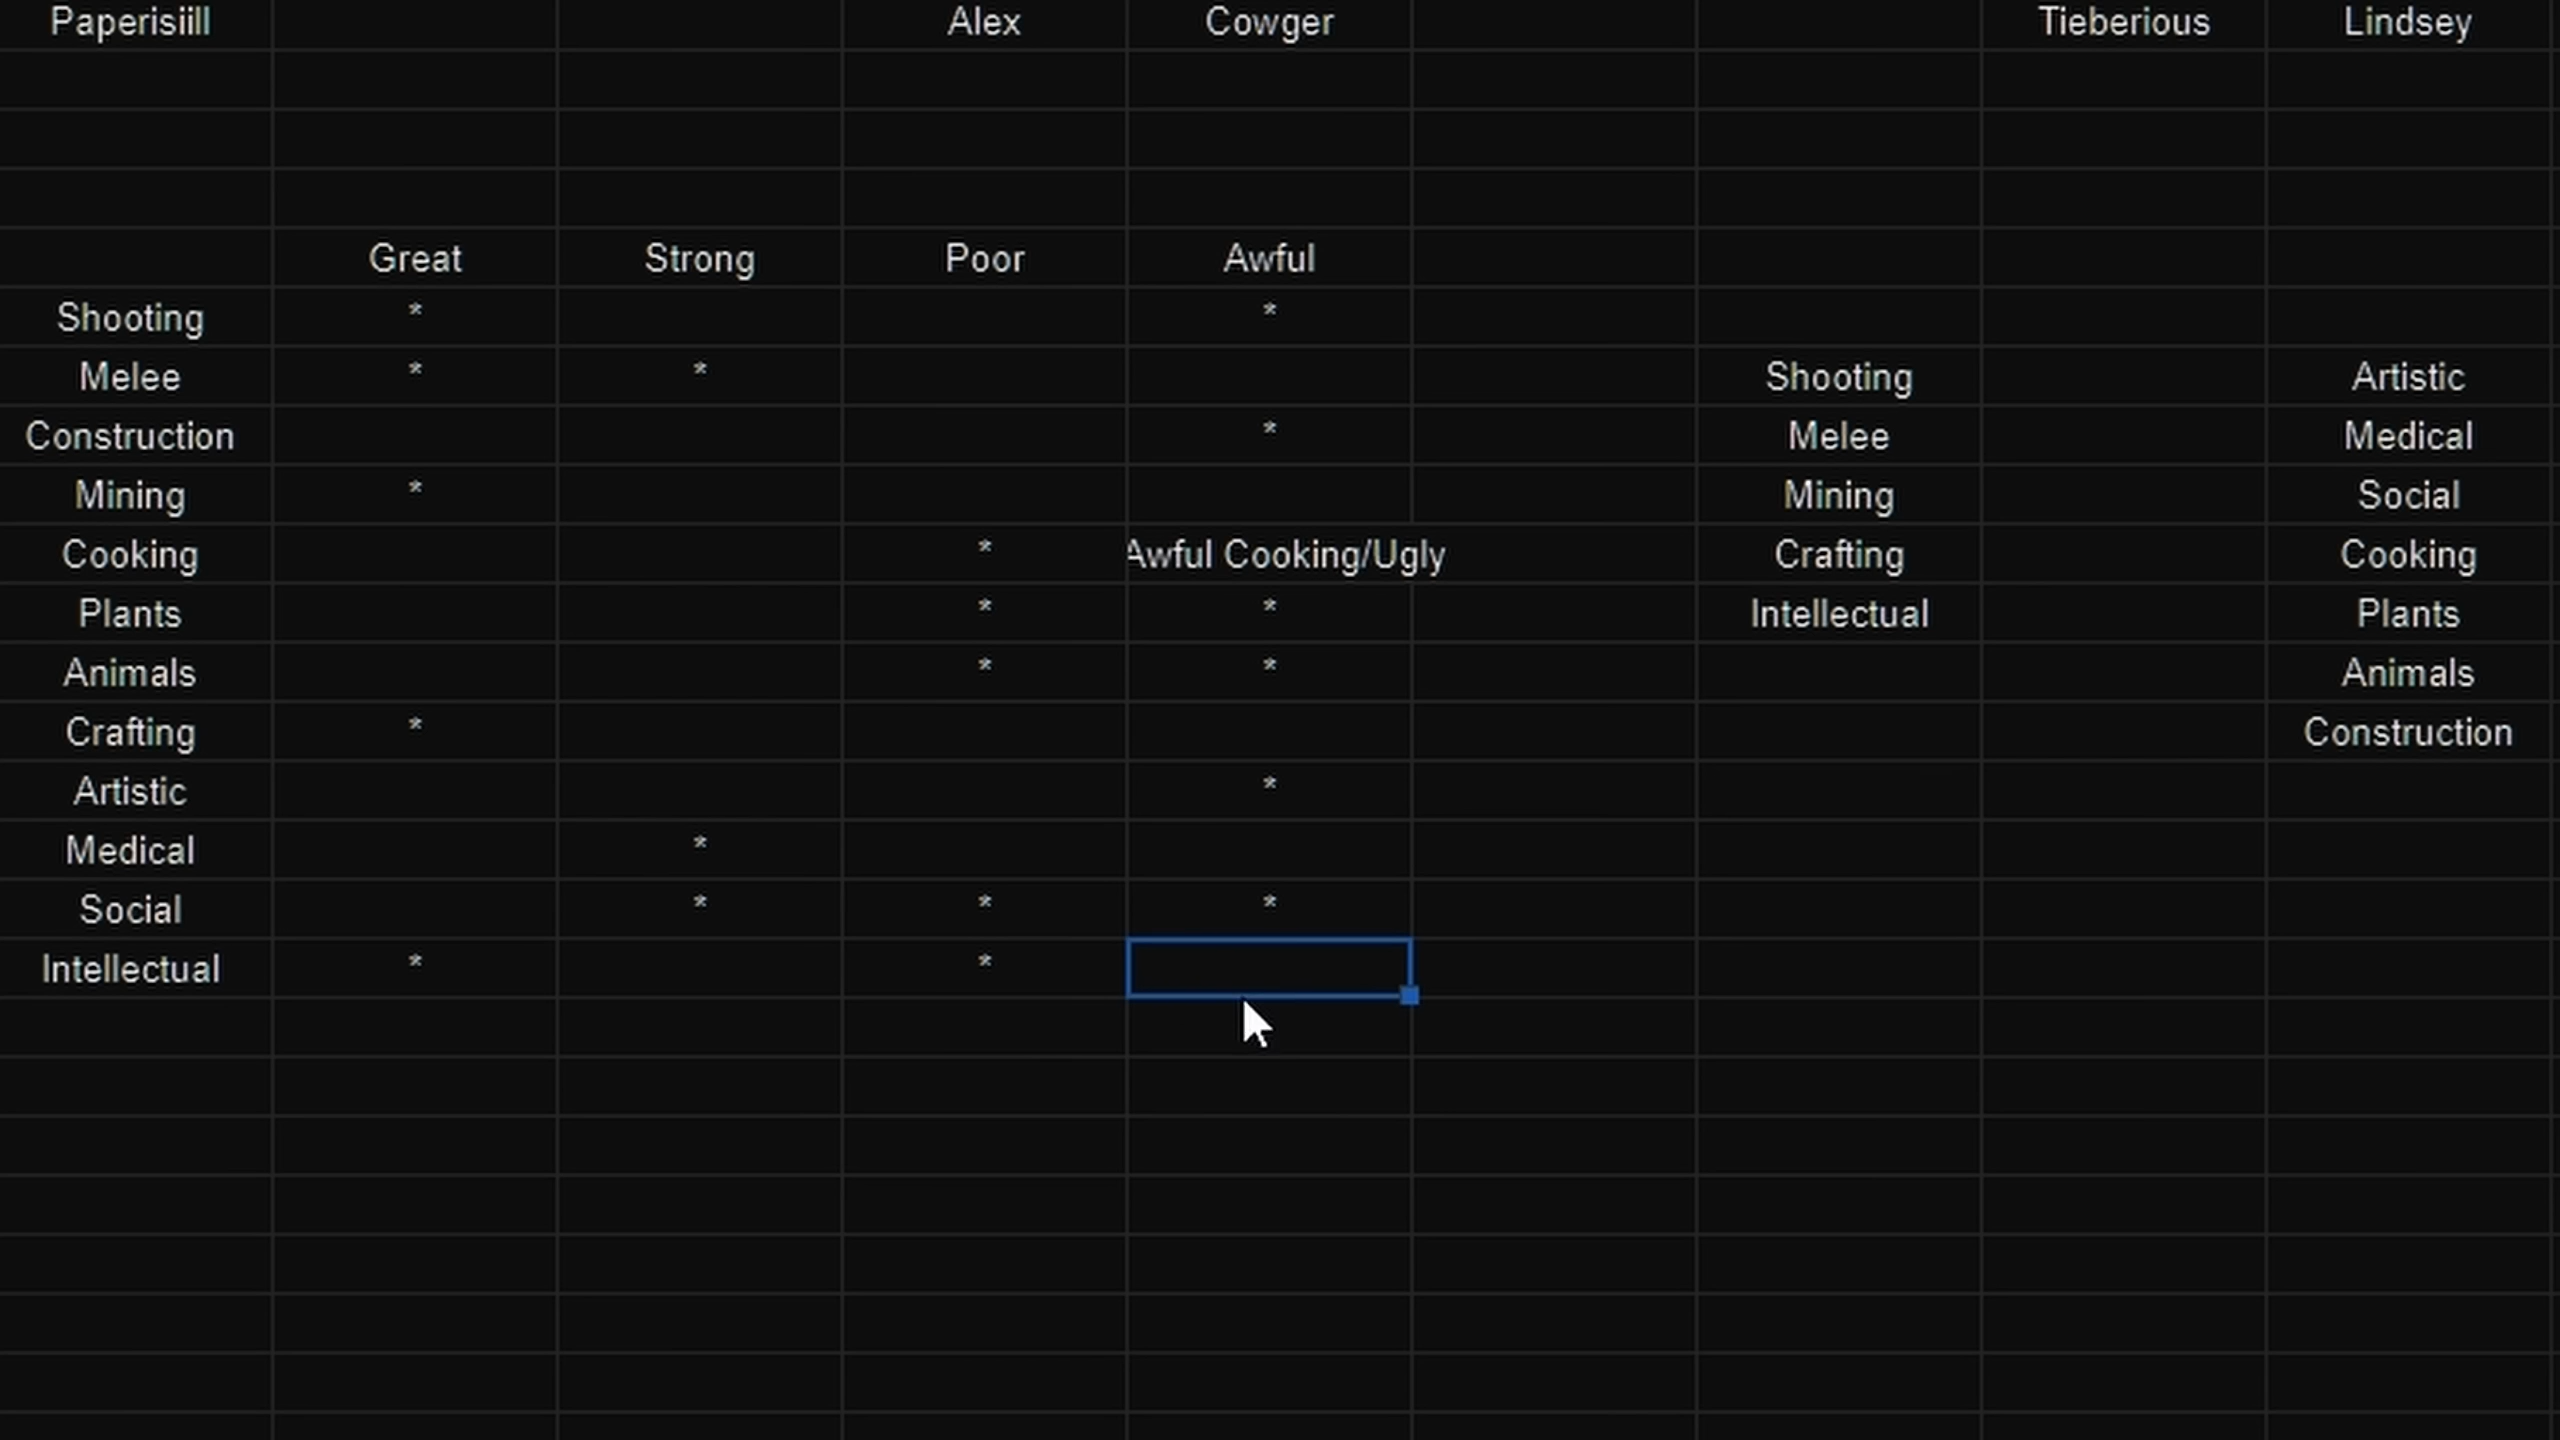 Paperisiill Alex Cowger Tieberious Lindsey
Great Strong Poor Awful
Shooting * *
Melee * * Shooting Artistic
Construction * Melee Medical
Mining * Mining Social
Cooking * Awful Cooking/Ugly Crafting Cooking
Plants * * Intellectual Plants
Animals * * Animals
Crafting * Construction
Artistic *
Medical *
Social * * *
Intellectual * *